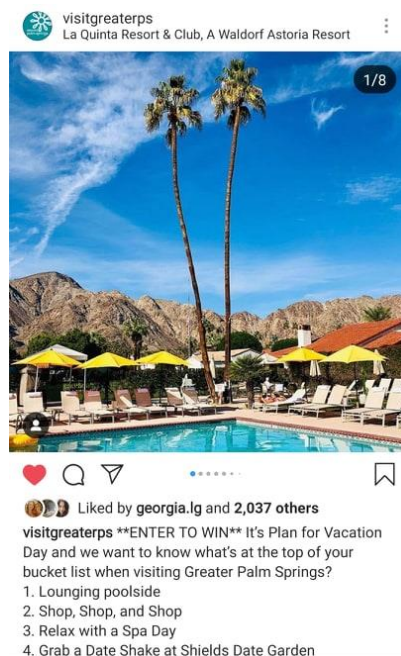 visitgreaterps
La Quinta Resort & Club, A Waldorf Astoria Resort
1/8
Liked by georgia.lg and 2,037 others
visitgreaterps **ENTER TO WIN** It's Plan for Vacation
Day and we want to know what's at the top of your
bucket list when visiting Greater Palm Springs?
1. Lounging poolside
2. Shop, Shop, and Shop
3. Relax with a Spa Day
4. Grab a Date Shake at Shields Date Garden